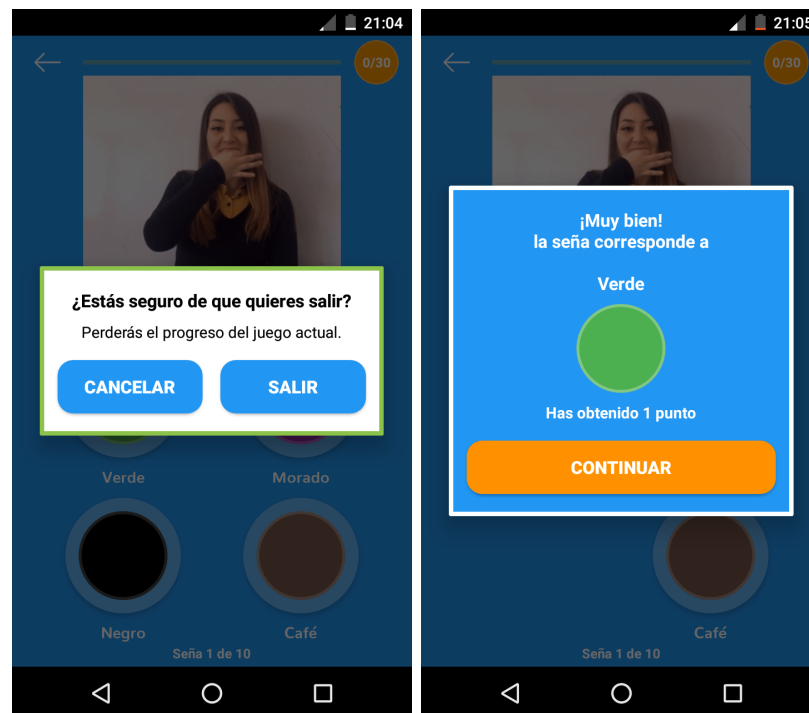 21:04
0/30
¿Estás seguro de que quieres salir?
Perderás el progreso del juego actual.
CANCELAR
SALIR
Verde
Morado
Negro
Café
Seña 1 de 10
21:05
0/30
¡Muy bien!
la seña corresponde a
Verde
Has obtenido 1 punto
CONTINUAR
Café
Seña 1 de 10